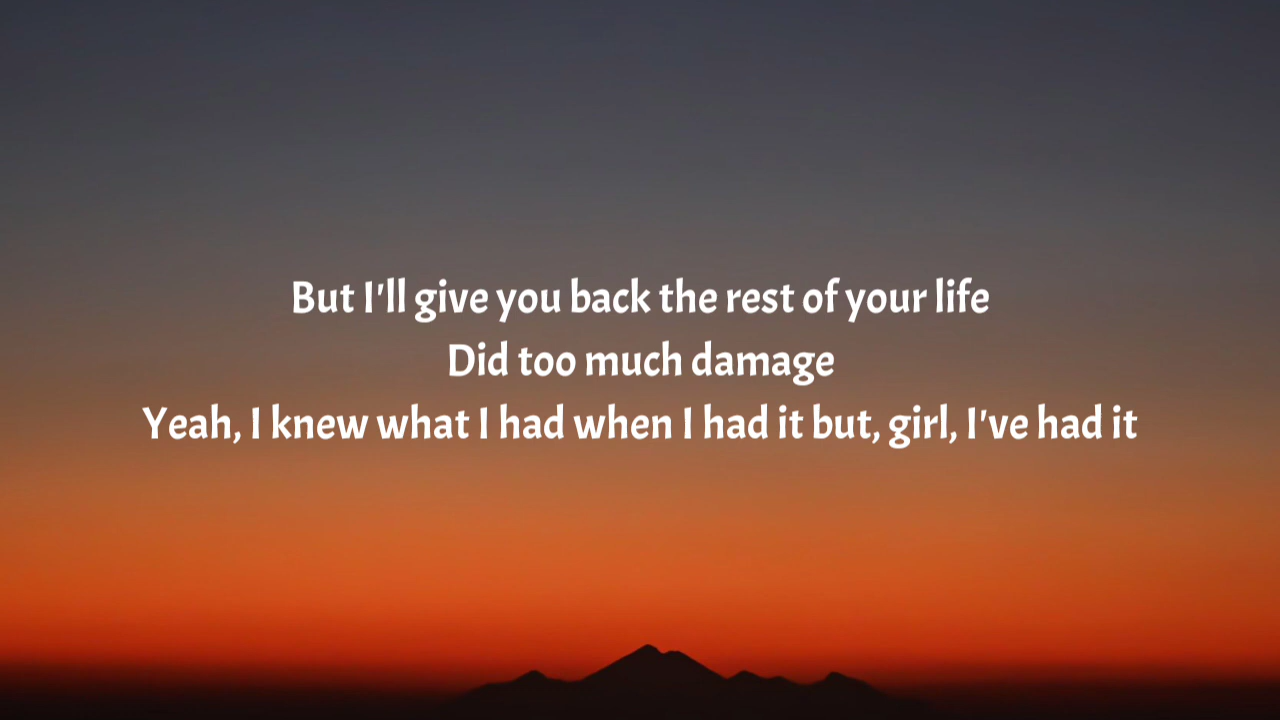 But I'll give you back the rest of your life
Did too much damage
Yeah, I knew what I had when I had it but, girl, I've had it